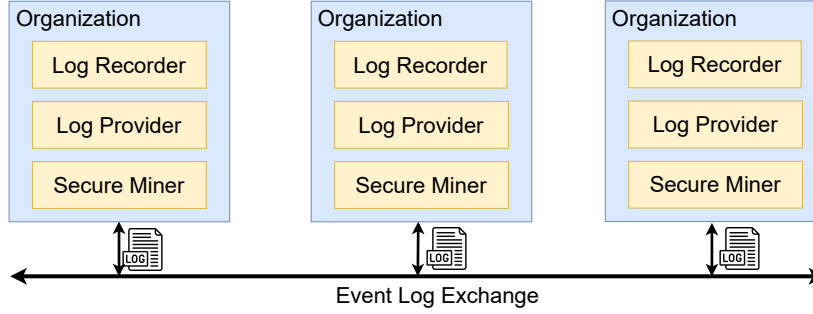 Organization
Log Recorder
Log Provider
Secure Miner
LOG
Organization
Log Recorder
Log Provider
Secure Miner
LOG
Organization
Log Recorder
Log Provider
Secure Miner
LOG
Event Log Exchange